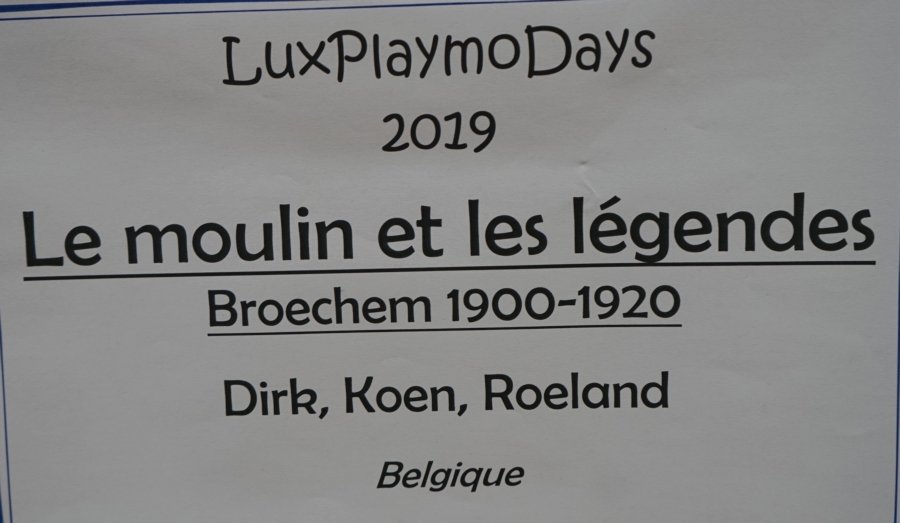 LuxPlaymoDays
2019
Le moulin et les légendes
Broechem 1900-1920
Dirk, Koen, Roeland
Belgique